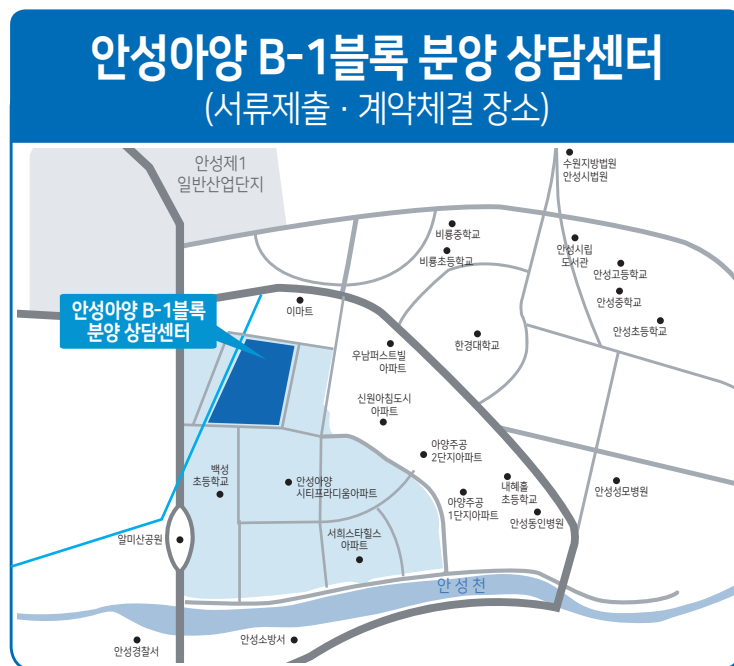 안성아양 B-1블록 분양 상담센터
(서류제출 · 계약체결 장소)
안성제1
일반산업단지
수원지방법원
안성시법원
비룡중학교
비룡초등학교
안성시립
도서관
안성고등학교
안성중학교
안성초등학교
안성아양 B-1블록
분양 상담센터
이마트
우남퍼스트빌
아파트
한경대학교
신원아침도시
아파트
아양주공
2단지아파트
백성
초등학교
안성아양
시티프라디움아파트
내혜홀
초등학교
아양주공
1단지아파트
안성성모병원
안성동인병원
알미산공원
서희스타힐스
아파트
안성천
안성경찰서
안성소방서